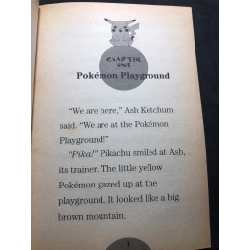 CHAPTER
ONE
Pokémon Playground
“We are here,” Ash Ketchum
said. “We are at the Pokémon
Playground!”
“Pika!” Pikachu smiled at Ash,
its trainer. The little yellow
Pokémon gazed up at the
playground. It looked like a big
brown mountain.
1